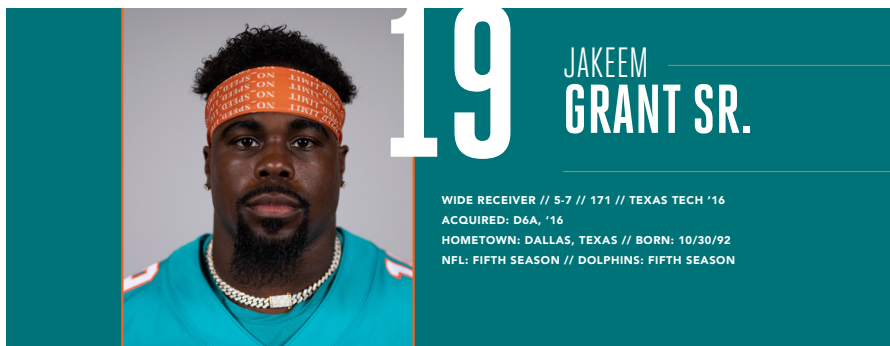 19
JAKEEM
GRANT SR.
WIDE RECEIVER // 5-7 // 171 // TEXAS TECH ’16
ACQUIRED: D6A, ’16
HOMETOWN: DALLAS, TEXAS // BORN: 10/30/92
NFL: FIFTH SEASON // DOLPHINS: FIFTH SEASON
NO_SPEED_LIMIT